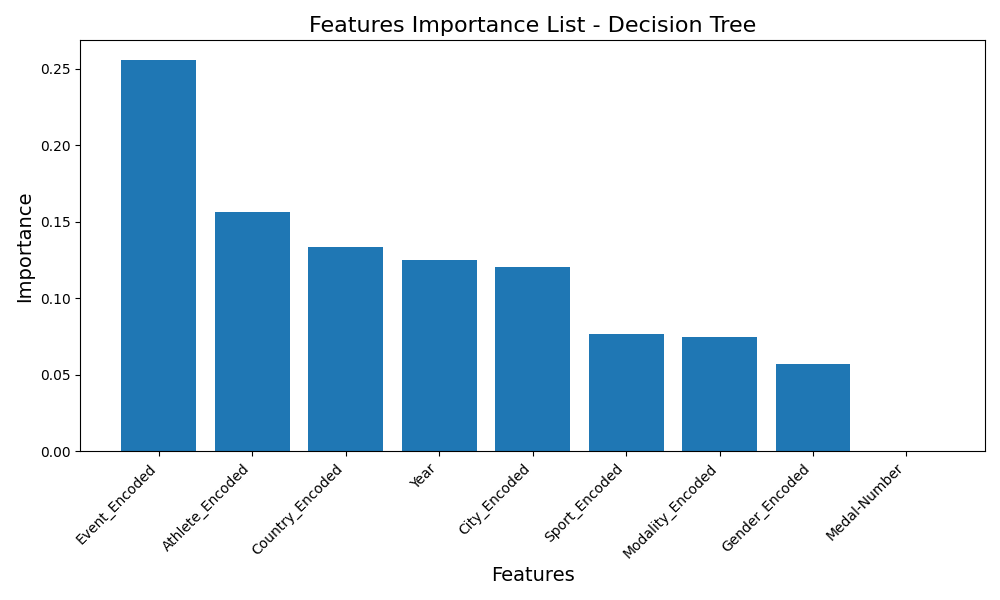 Features Importance List - Decision Tree
Importance
0.25
0.20
0.15
0.10
0.05
0.00
Event_Encoded
Athlete_Encoded
Country_Encoded
Year
City_Encoded
Sport_Encoded
Modality_Encoded
Gender_Encoded
Medal-Number
Features